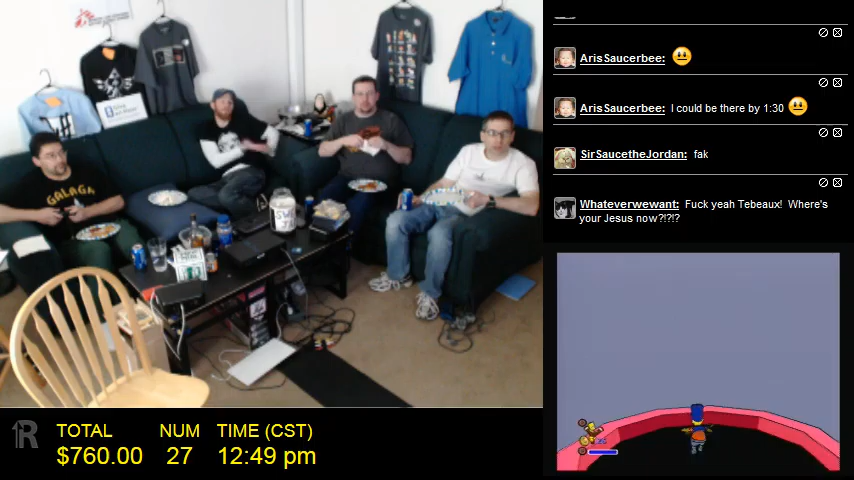 GALAGA
SWEAR
ArisSaucerbee:
ArisSaucerbee: I could be there by 1:30
SirSaucetheJordan: fak
Whateverwewant: Fuck yeah Tebeaux! Where's
your Jesus now?!?!?
R
TOTAL NUM TIME (CST)
$760.00 27 12:49 pm